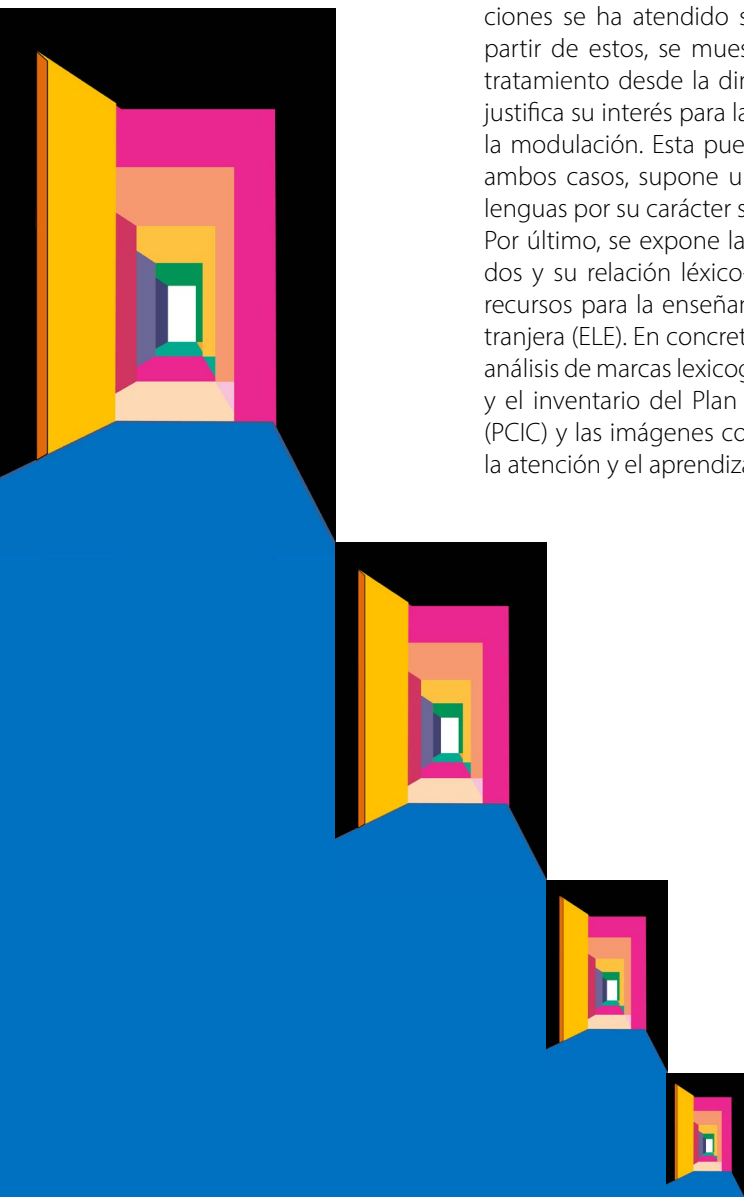 ciones se ha atendido s
partir de estos, se mues
tratamiento desde la dir
justifica su interés para la
la modulación. Esta pue
ambos casos, supone u
lenguas por su carácter s
Por último, se expone la
dos y su relación léxico-
recursos para la enseñar
tranjera (ELE). En concret
análisis de marcas lexicog
y el inventario del Plan
(PCIC) y las imágenes co
la atención y el aprendiza